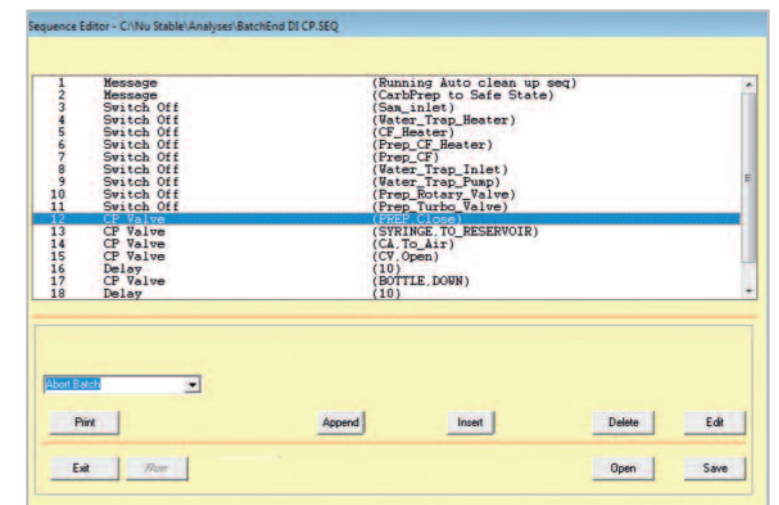 Sequence Editor - C:\Nu Stable\Analyses\BatchEnd DI CP.SEQ
1 Message (Running Auto clean up seq)
2 Message (CarbPrep to Safe State)
3 Switch Off (Sam_inlet)
4 Switch Off (Water_Trap_Heater)
5 Switch Off (CF_Heater)
6 Switch Off (Prep_CF_Heater)
7 Switch Off (Prep_CF)
8 Switch Off (Water_Trap_Inlet)
9 Switch Off (Water_Trap_Pump)
10 Switch Off (Prep_Rotary_Valve)
11 Switch Off (Prep_Turbo_Valve)
12 CP Valve (PREP,Close)
13 CP Valve (SYRINGE,TO_RESERVOIR)
14 CP Valve (CA,To_Air)
15 CP Valve (CV,Open)
16 Delay (10)
17 CP Valve (BOTTLE,DOWN)
18 Delay (10)
Abort Batch
Print Append Insert Delete Edit
Exit Run Open Save